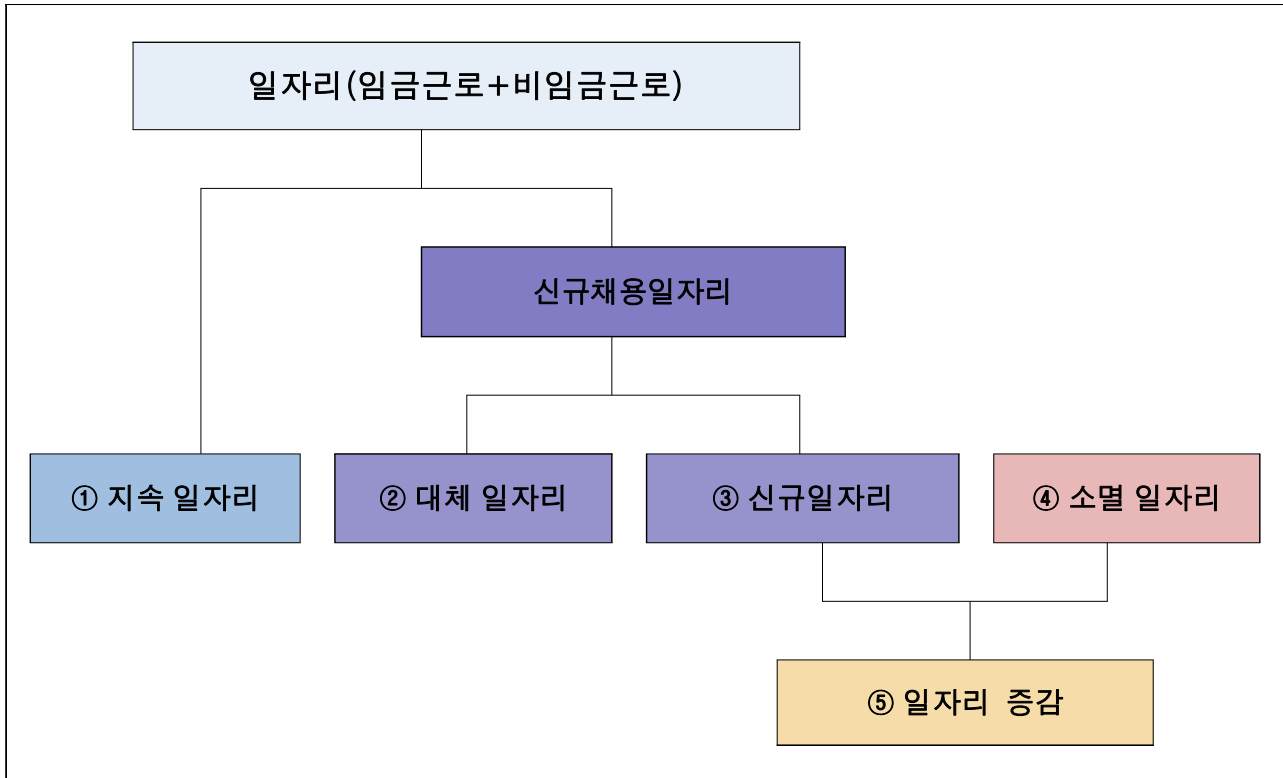 일자리(임금근로+비임금근로)
신규채용일자리
① 지속 일자리
② 대체 일자리
③ 신규일자리
④ 소멸 일자리
⑤ 일자리 증감